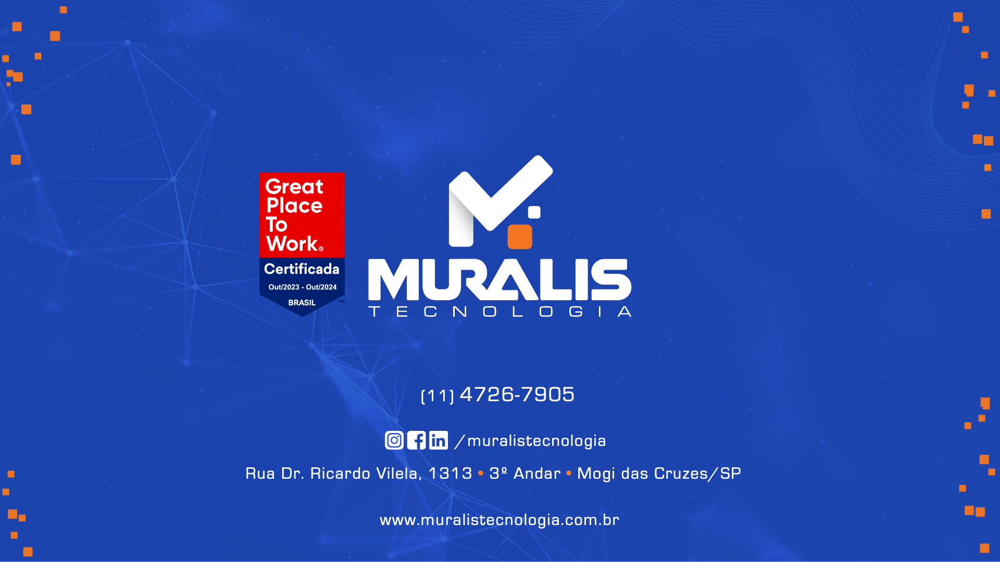 Great
Place
To
Work®
Certificada
Out/2023 - Out/2024
BRASIL
™
MURALIS
TECNOLOGIA
(11) 4726-7905
/muralistecnologia
Rua Dr. Ricardo Vilela, 1313 • 3º Andar • Mogi das Cruzes/SP
www.muralistecnologia.com.br